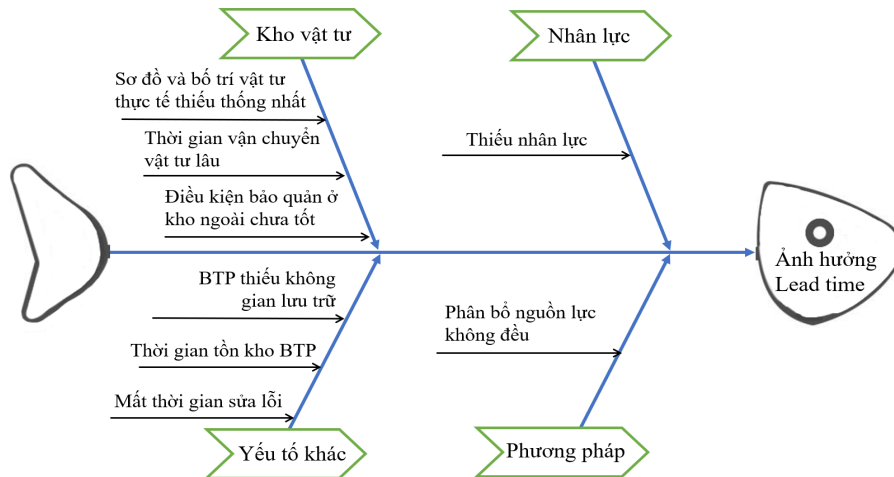 Kho vật tư
Nhân lực
Sơ đồ và bố trí vật tư
thực tế thiếu thống nhất
Thời gian vận chuyển
vật tư lâu
Điều kiện bảo quản ở
kho ngoài chưa tốt
Thiếu nhân lực
Ảnh hưởng
Lead time
BTP thiếu không
gian lưu trữ
Thời gian tồn kho BTP
Mất thời gian sửa lỗi
Phân bổ nguồn lực
không đều
Yếu tố khác
Phương pháp